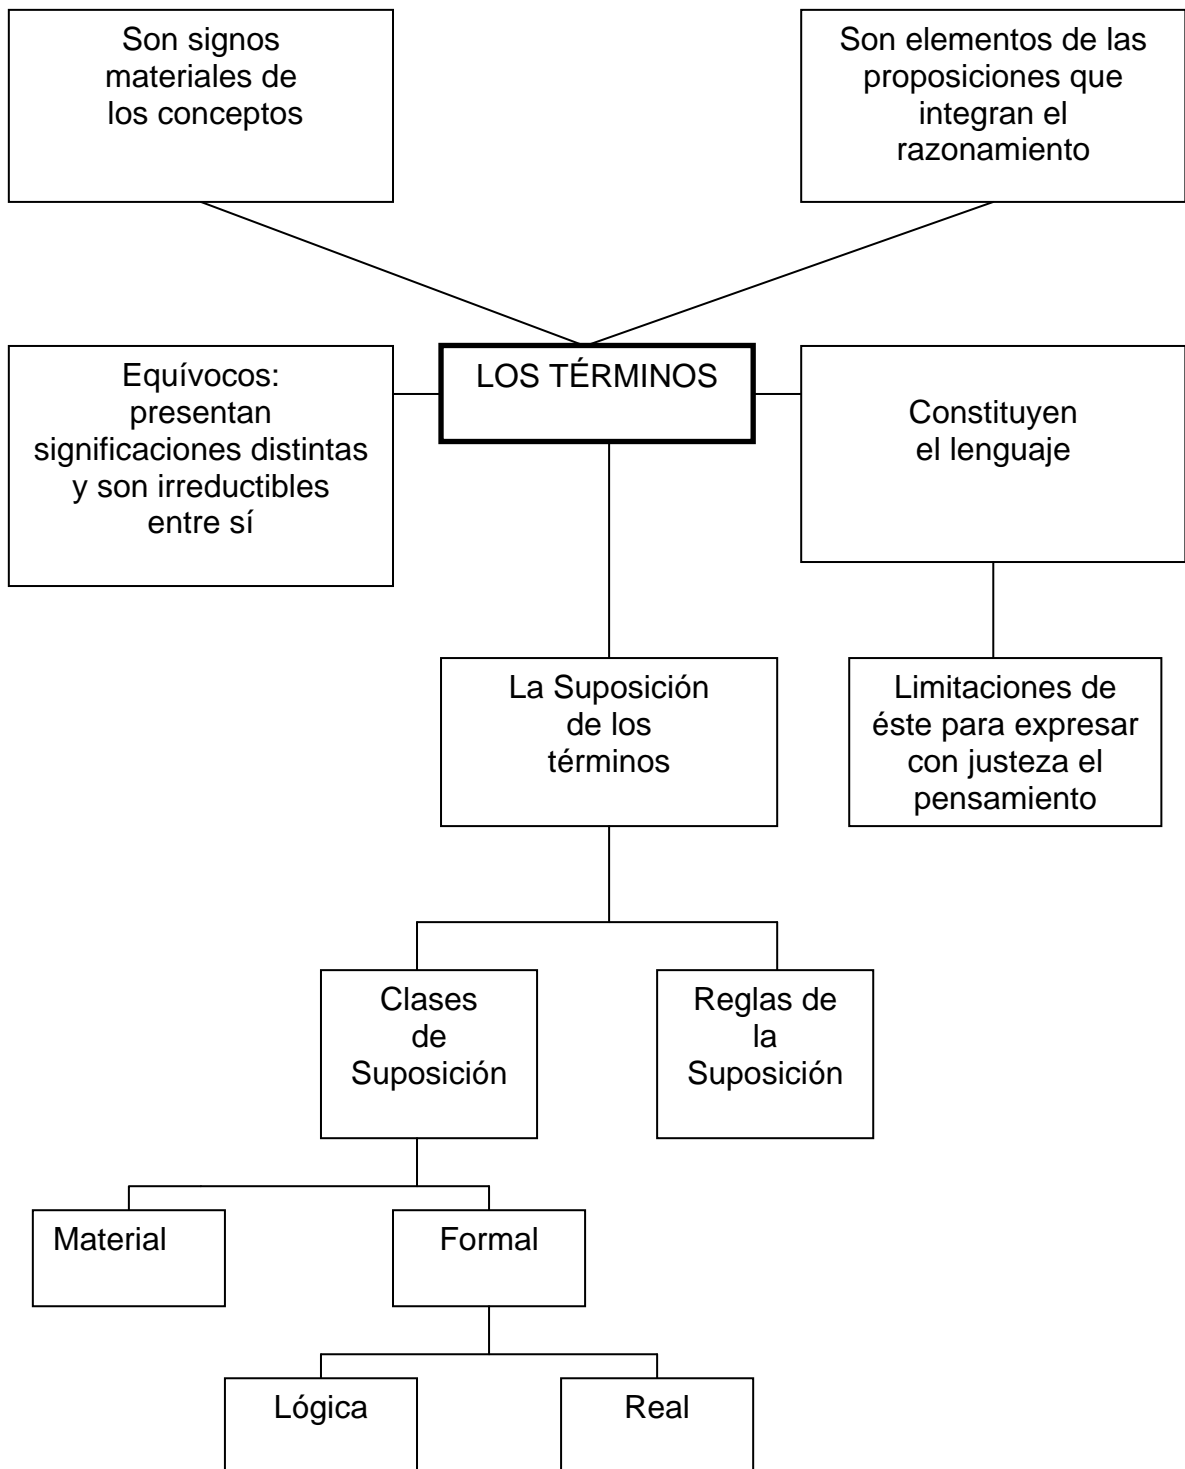 Son signos
materiales de
los conceptos
Son elementos de las
proposiciones que
integran el
razonamiento
Equívocos:
presentan
significaciones distintas
y son irreductibles
entre sí
LOS TÉRMINOS
Constituyen
el lenguaje
La Suposición
de los
términos
Limitaciones de
éste para expresar
con justeza el
pensamiento
Clases
de
Suposición
Reglas de
la
Suposición
Material
Formal
Lógica
Real